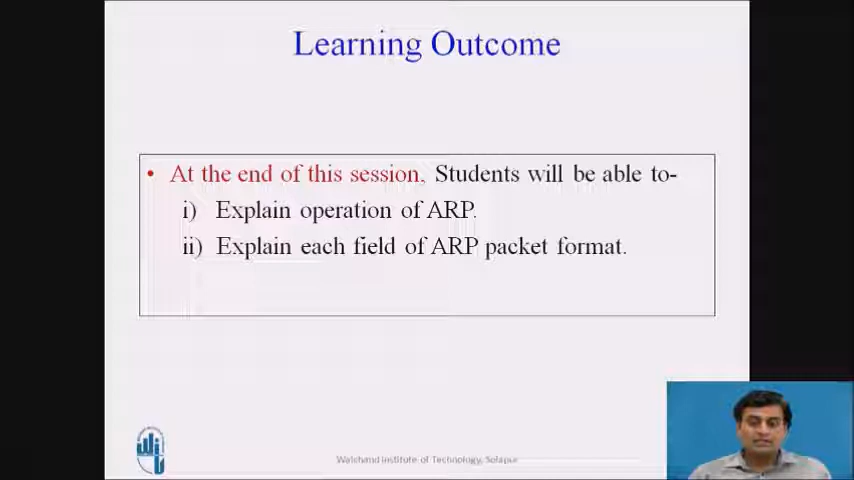 Learning Outcome
• At the end of this session, Students will be able to-
i) Explain operation of ARP.
ii) Explain each field of ARP packet format.
Walchand Institute of Technology, Solapur